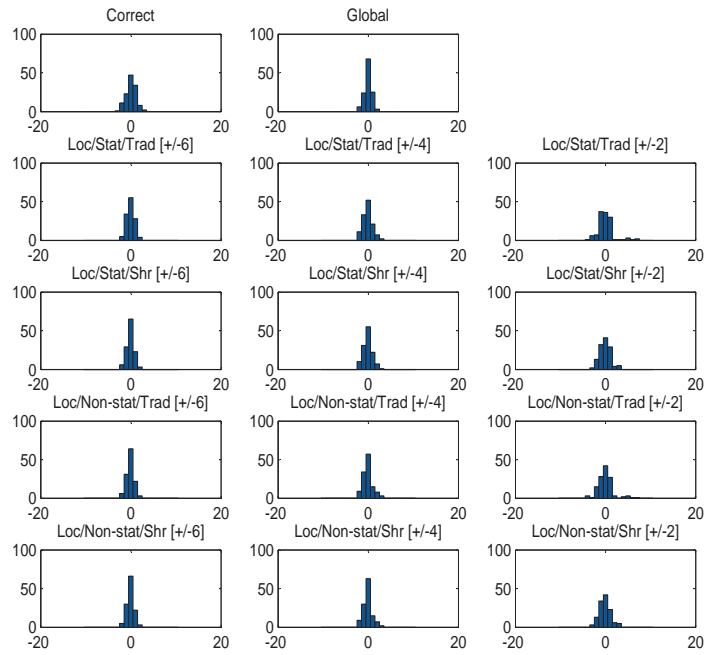 Correct Global
100 100
50 50
0 0
-20 0 20 -20 0 20
Loc/Stat/Trad [+/-6] Loc/Stat/Trad [+/-4] Loc/Stat/Trad [+/-2]
100 100 100
50 50 50
0 0 0
-20 0 20 -20 0 20 -20 0 20
Loc/Stat/Shr [+/-6] Loc/Stat/Shr [+/-4] Loc/Stat/Shr [+/-2]
100 100 100
50 50 50
0 0 0
-20 0 20 -20 0 20 -20 0 20
Loc/Non-stat/Trad [+/-6] Loc/Non-stat/Trad [+/-4] Loc/Non-stat/Trad [+/-2]
100 100 100
50 50 50
0 0 0
-20 0 20 -20 0 20 -20 0 20
Loc/Non-stat/Shr [+/-6] Loc/Non-stat/Shr [+/-4] Loc/Non-stat/Shr [+/-2]
100 100 100
50 50 50
0 0 0
-20 0 20 -20 0 20 -20 0 20